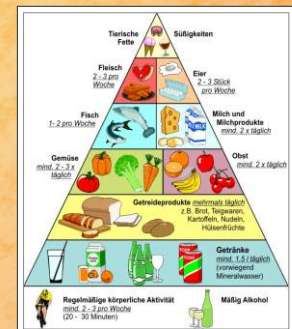 Tierische
Fette
Süßigkeiten
Fleisch
2 - 3 pro
Woche
Eier
2 - 3 Stück
pro Woche
Fisch
1- 2 pro Woche
Milch und
Milchprodukte
mind. 2 x täglich
MILK
Gemüse
mind. 2 - 3 x
täglich
Obst
mind. 2 x täglich
Getreideprodukte mehrmals täglich
z.B. Brot, Teigwaren,
Kartoffeln, Nudeln,
Hülsenfrüchte
Getränke
mind. 1,5 l täglich
(vorwiegend
Mineralwasser)
Regelmäßige körperliche Aktivität
mind. 2 - 3 pro Woche
(20 - 30 Minuten)
Mäßig Alkohol